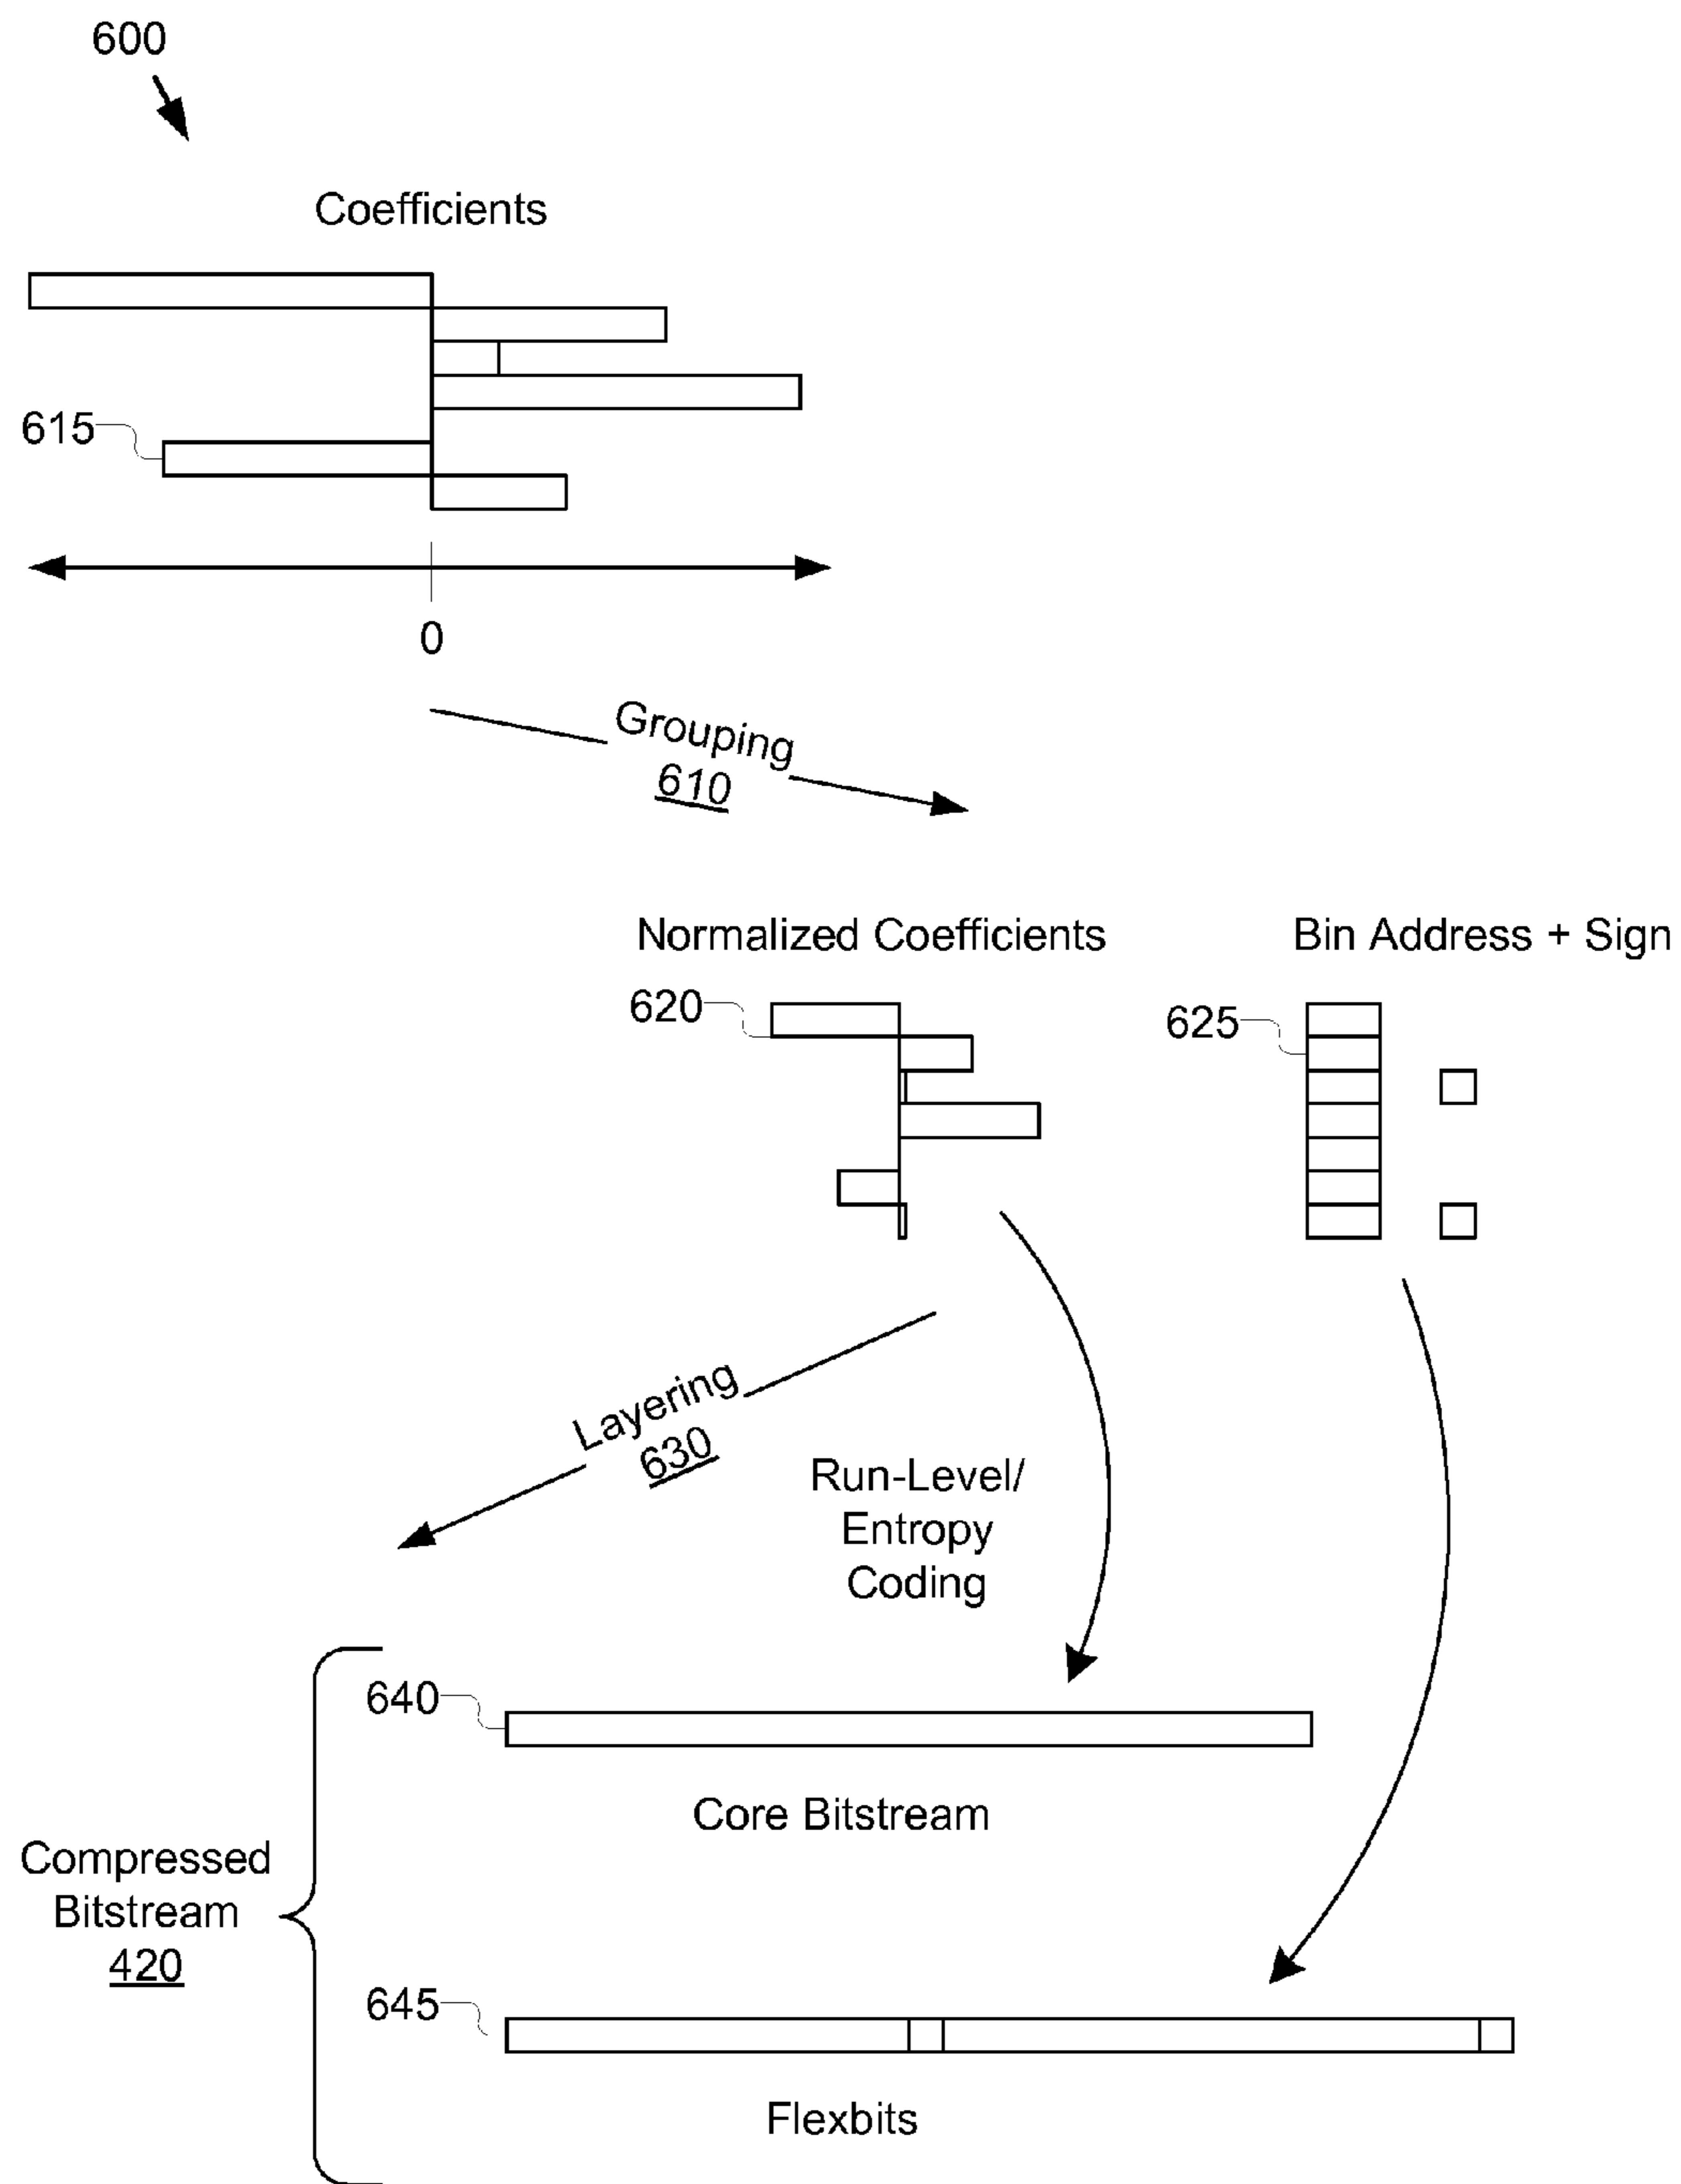 600
Coefficients
615
0
Grouping
610
Normalized Coefficients
Bin Address + Sign
620
625
Layering
630
Run-Level/
Entropy
Coding
640
Core Bitstream
Compressed
Bitstream
420
645
Flexbits